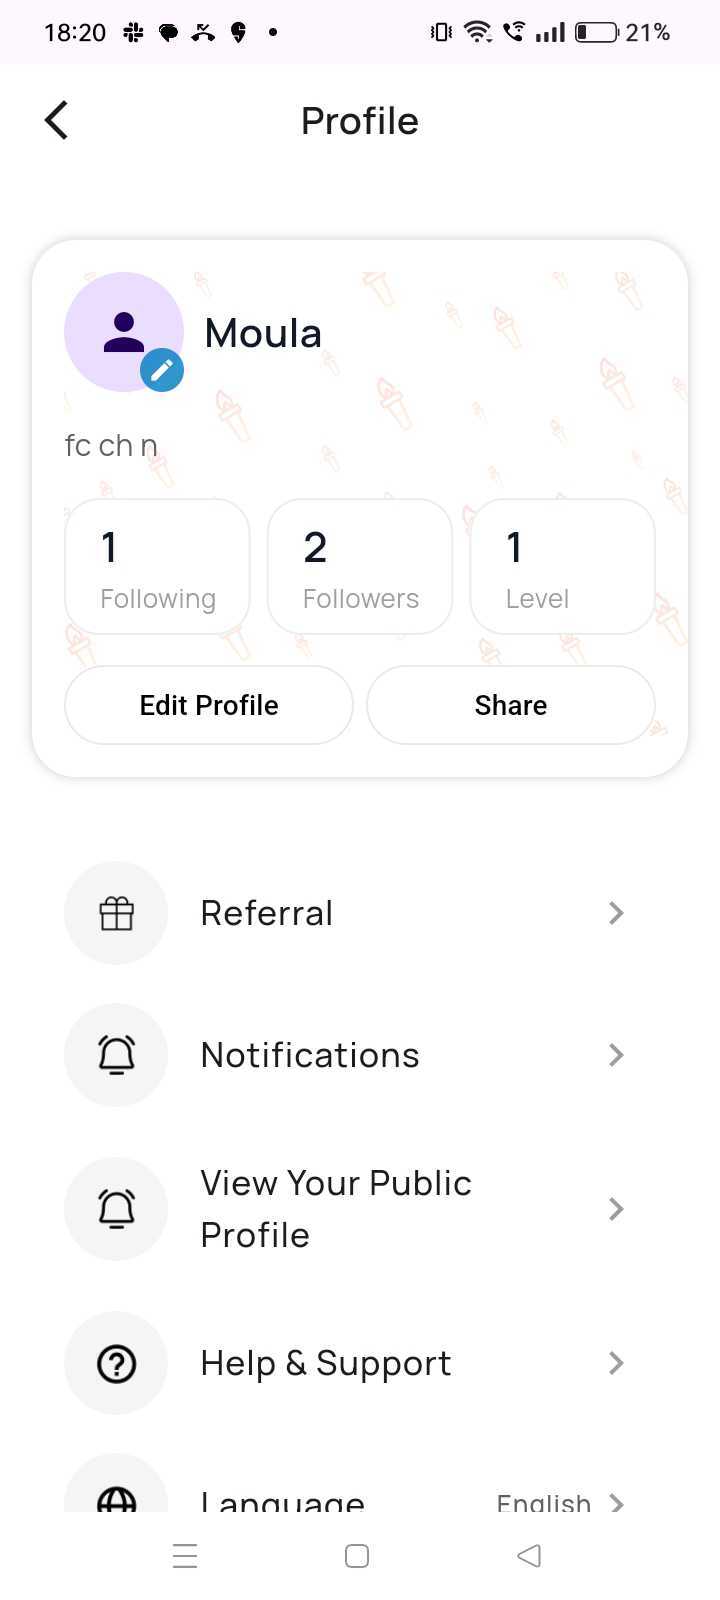 18:20 21%
Profile
Moula
fc ch n
1 2 1
Following Followers Level
Edit Profile Share
Referral
Notifications
View Your Public
Profile
Help & Support
Language English